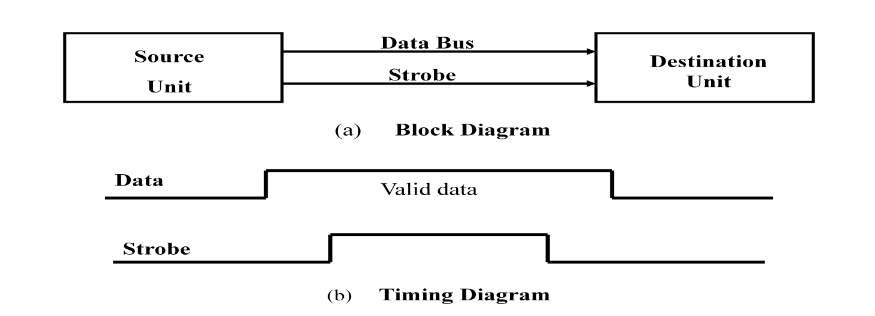 Source
Unit
Data Bus
Strobe
Destination
Unit
(a) Block Diagram
Data
Valid data
Strobe
(b) Timing Diagram